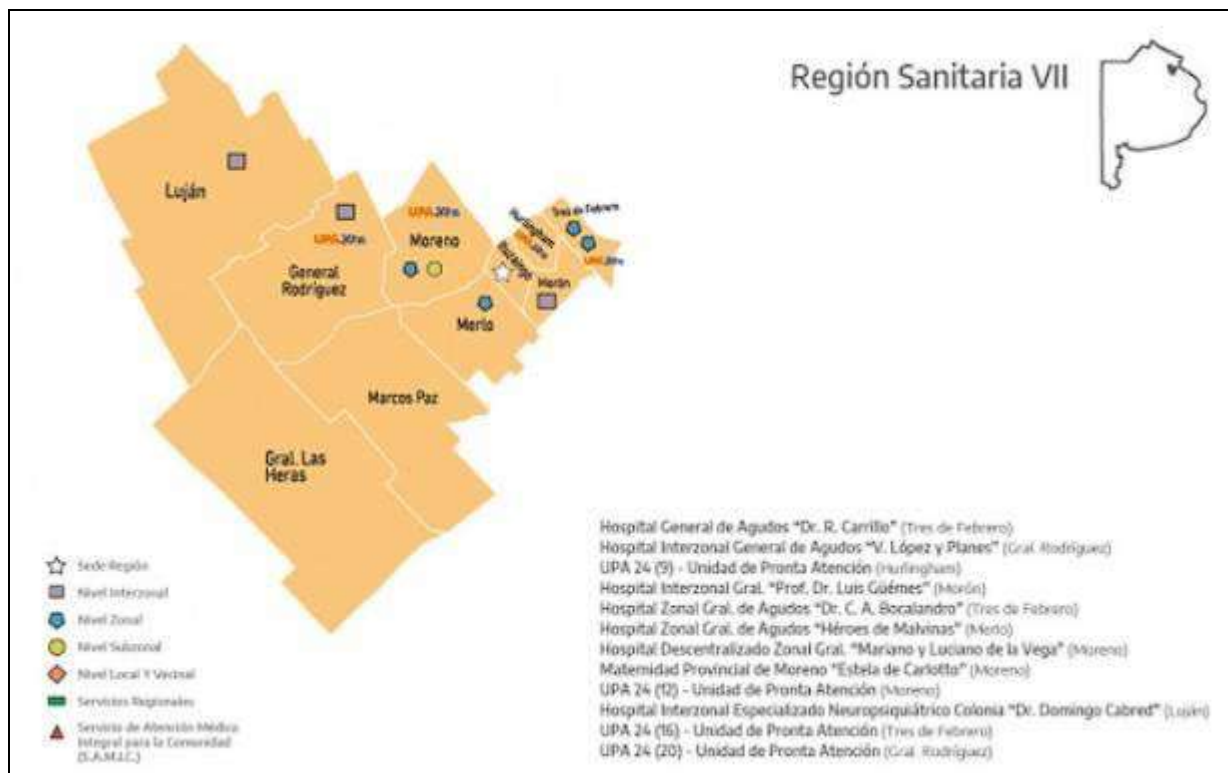 Región Sanitaria VII
Luján
UPA 24hs
General
Rodríguez
UPA 24hs
Moreno
Hurlingham
UPA 24hs
Ituzaingó
Tres de Febrero
UPA 24hs
Morón
Merlo
Marcos Paz
Gral. Las
Heras
Sede Región
Nivel Interzonal
Nivel Zonal
Nivel Subzonal
Nivel Local Y Vecinal
Servicios Regionales
Servicio de Atención Médica
Integral para la Comunidad
(S.A.M.I.C.)
Hospital General de Agudos “Dr. R. Carrillo” (Tres de Febrero)
Hospital Interzonal General de Agudos “V. López y Planes” (Gral. Rodríguez)
UPA 24 (9) - Unidad de Pronta Atención (Hurlingham)
Hospital Interzonal Gral. “Prof. Dr. Luis Güémes” (Morón)
Hospital Zonal Gral. de Agudos “Dr. C. A. Bocalandro” (Tres de Febrero)
Hospital Zonal Gral. de Agudos “Héroes de Malvinas” (Merlo)
Hospital Descentralizado Zonal Gral. “Mariano y Luciano de la Vega” (Moreno)
Maternidad Provincial de Moreno “Estela de Carlotto” (Moreno)
UPA 24 (12) - Unidad de Pronta Atención (Moreno)
Hospital Interzonal Especializado Neuropsiquiátrico Colonia “Dr. Domingo Cabred” (Luján)
UPA 24 (16) - Unidad de Pronta Atención (Tres de Febrero)
UPA 24 (20) - Unidad de Pronta Atención (Gral. Rodríguez)